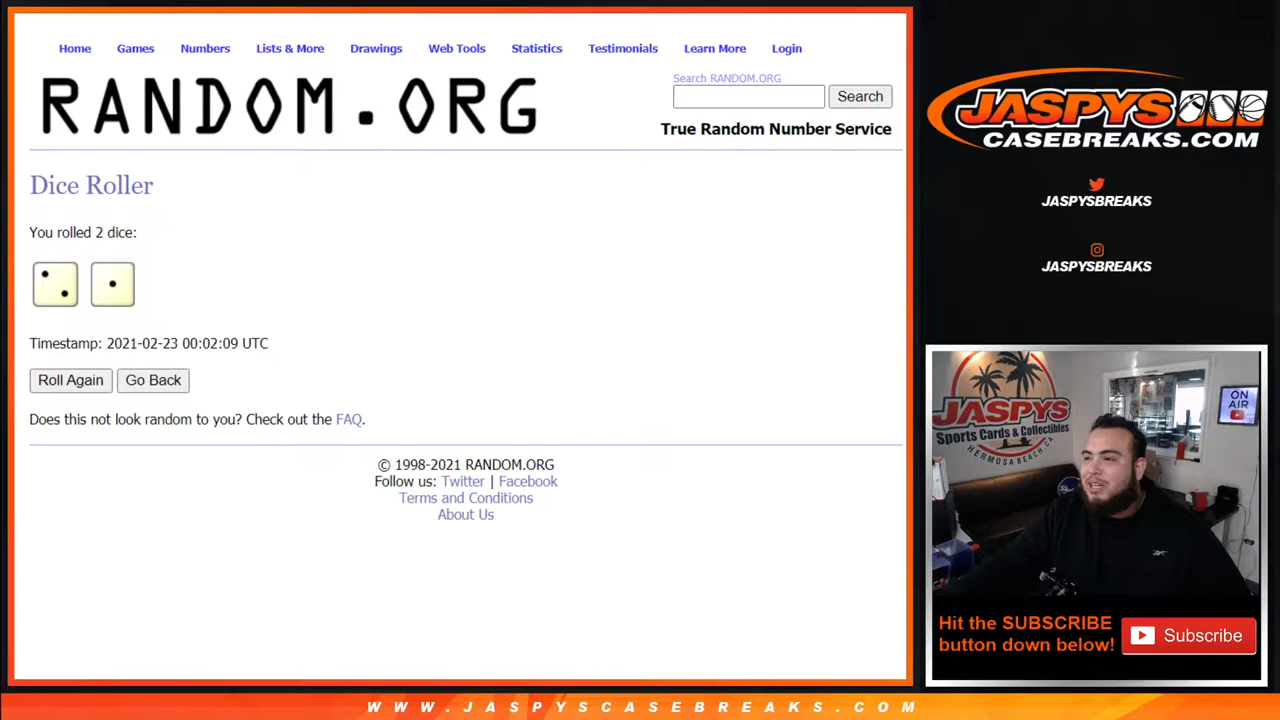 Home Games Numbers Lists & More Drawings Web Tools Statistics Testimonials Learn More Login
RANDOM.ORG
Search RANDOM.ORG
Search
True Random Number Service
Dice Roller
You rolled 2 dice:
Timestamp: 2021-02-23 00:02:09 UTC
Roll Again Go Back
Does this not look random to you? Check out the FAQ.
© 1998-2021 RANDOM.ORG
Follow us: Twitter | Facebook
Terms and Conditions
About Us
JASPYS
CASEBREAKS.COM
JASPYSBREAKS
JASPYSBREAKS
JASPYS
Sports Cards & Collectibles
HERMOSA BEACH, CA
ON
AIR
Hit the SUBSCRIBE
button down below!
Subscribe
WWW.JASPYSCASEBREAKS.COM